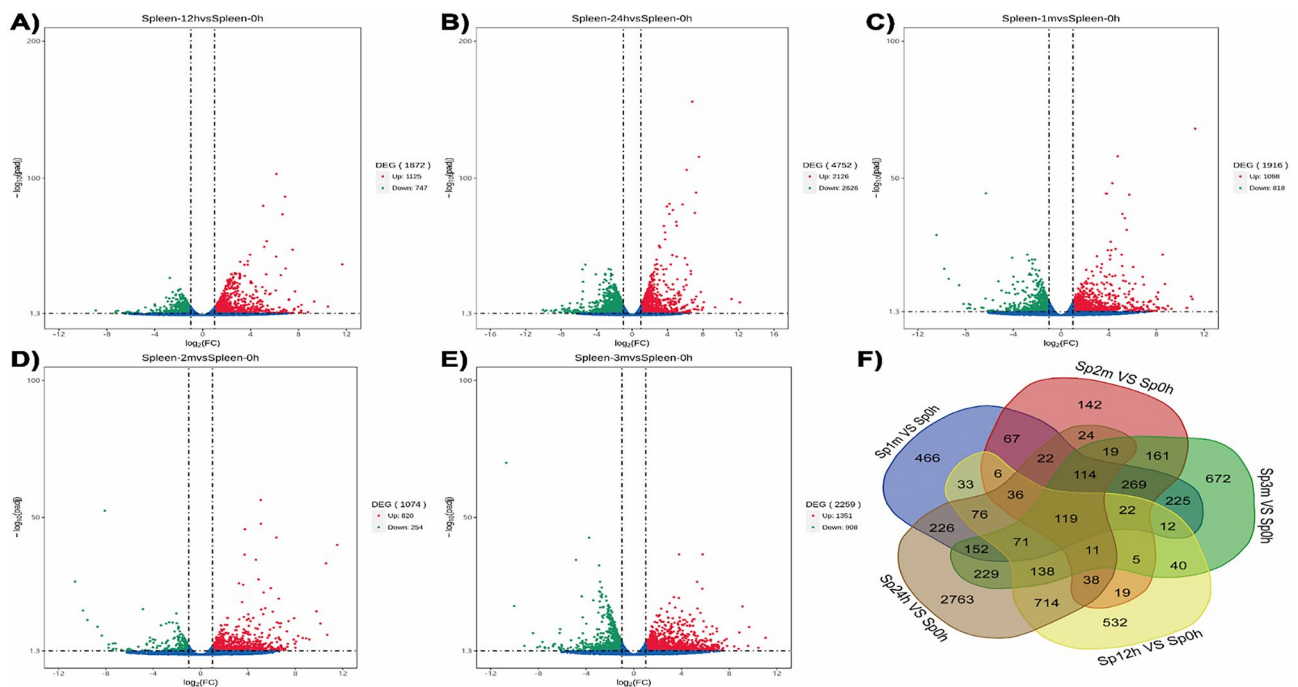 A)
Spleen-12hvsSpleen-0h
200
100
1.3
-12
-8
-4
0
4
8
12
-log10(padj)
log2(FC)
DEG ( 1872 )
Up: 1125
Down: 747
B)
Spleen-24hvsSpleen-0h
200
100
1.3
-16
-12
-8
-4
0
4
8
12
16
-log10(padj)
log2(FC)
DEG ( 4752 )
Up: 2126
Down: 2626
C)
Spleen-1mvsSpleen-0h
100
50
1.3
-12
-8
-4
0
4
8
12
-log10(padj)
log2(FC)
DEG ( 1916 )
Up: 1098
Down: 818
D)
Spleen-2mvsSpleen-0h
100
50
1.3
-12
-8
-4
0
4
8
12
-log10(padj)
log2(FC)
DEG ( 1074 )
Up: 820
Down: 254
E)
Spleen-3mvsSpleen-0h
100
50
1.3
-12
-8
-4
0
4
8
12
-log10(padj)
log2(FC)
DEG ( 2259 )
Up: 1351
Down: 908
F)
Sp2m VS Sp0h
Sp1m VS Sp0h
Sp3m VS Sp0h
Sp24h VS Sp0h
Sp12h VS Sp0h
142
67
24
19
161
466
22
672
6
114
269
33
36
225
76
119
22
12
226
71
152
11
5
40
229
138
38
19
2763
714
532